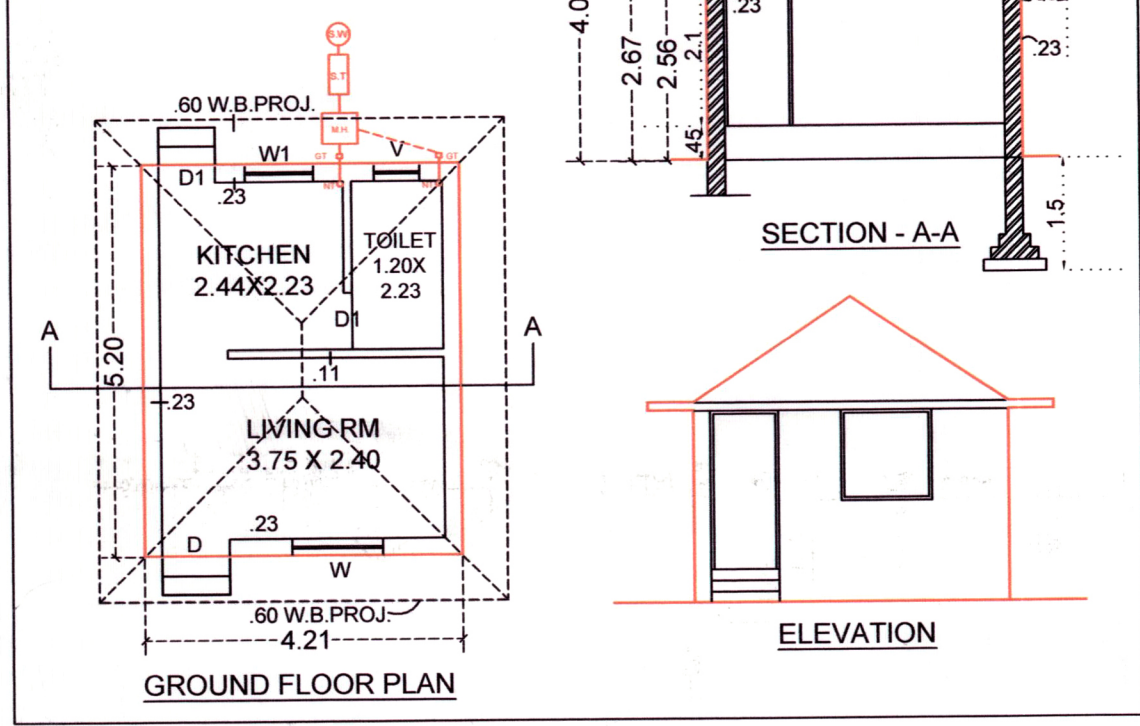 S.W
S.T
.60 W.B.PROJ.
M.H.
W1
GT
V
GT
D1
.23
NT
NT
KITCHEN
2.44X2.23
TOILET
1.20X
2.23
D1
A
A
5.20
.11
.23
LIVING RM
3.75 X 2.40
.23
D
W
.60 W.B.PROJ.
4.21
GROUND FLOOR PLAN
4.0
2.67
2.56
2.1
.45
.23
.23
1.5
SECTION - A-A
ELEVATION